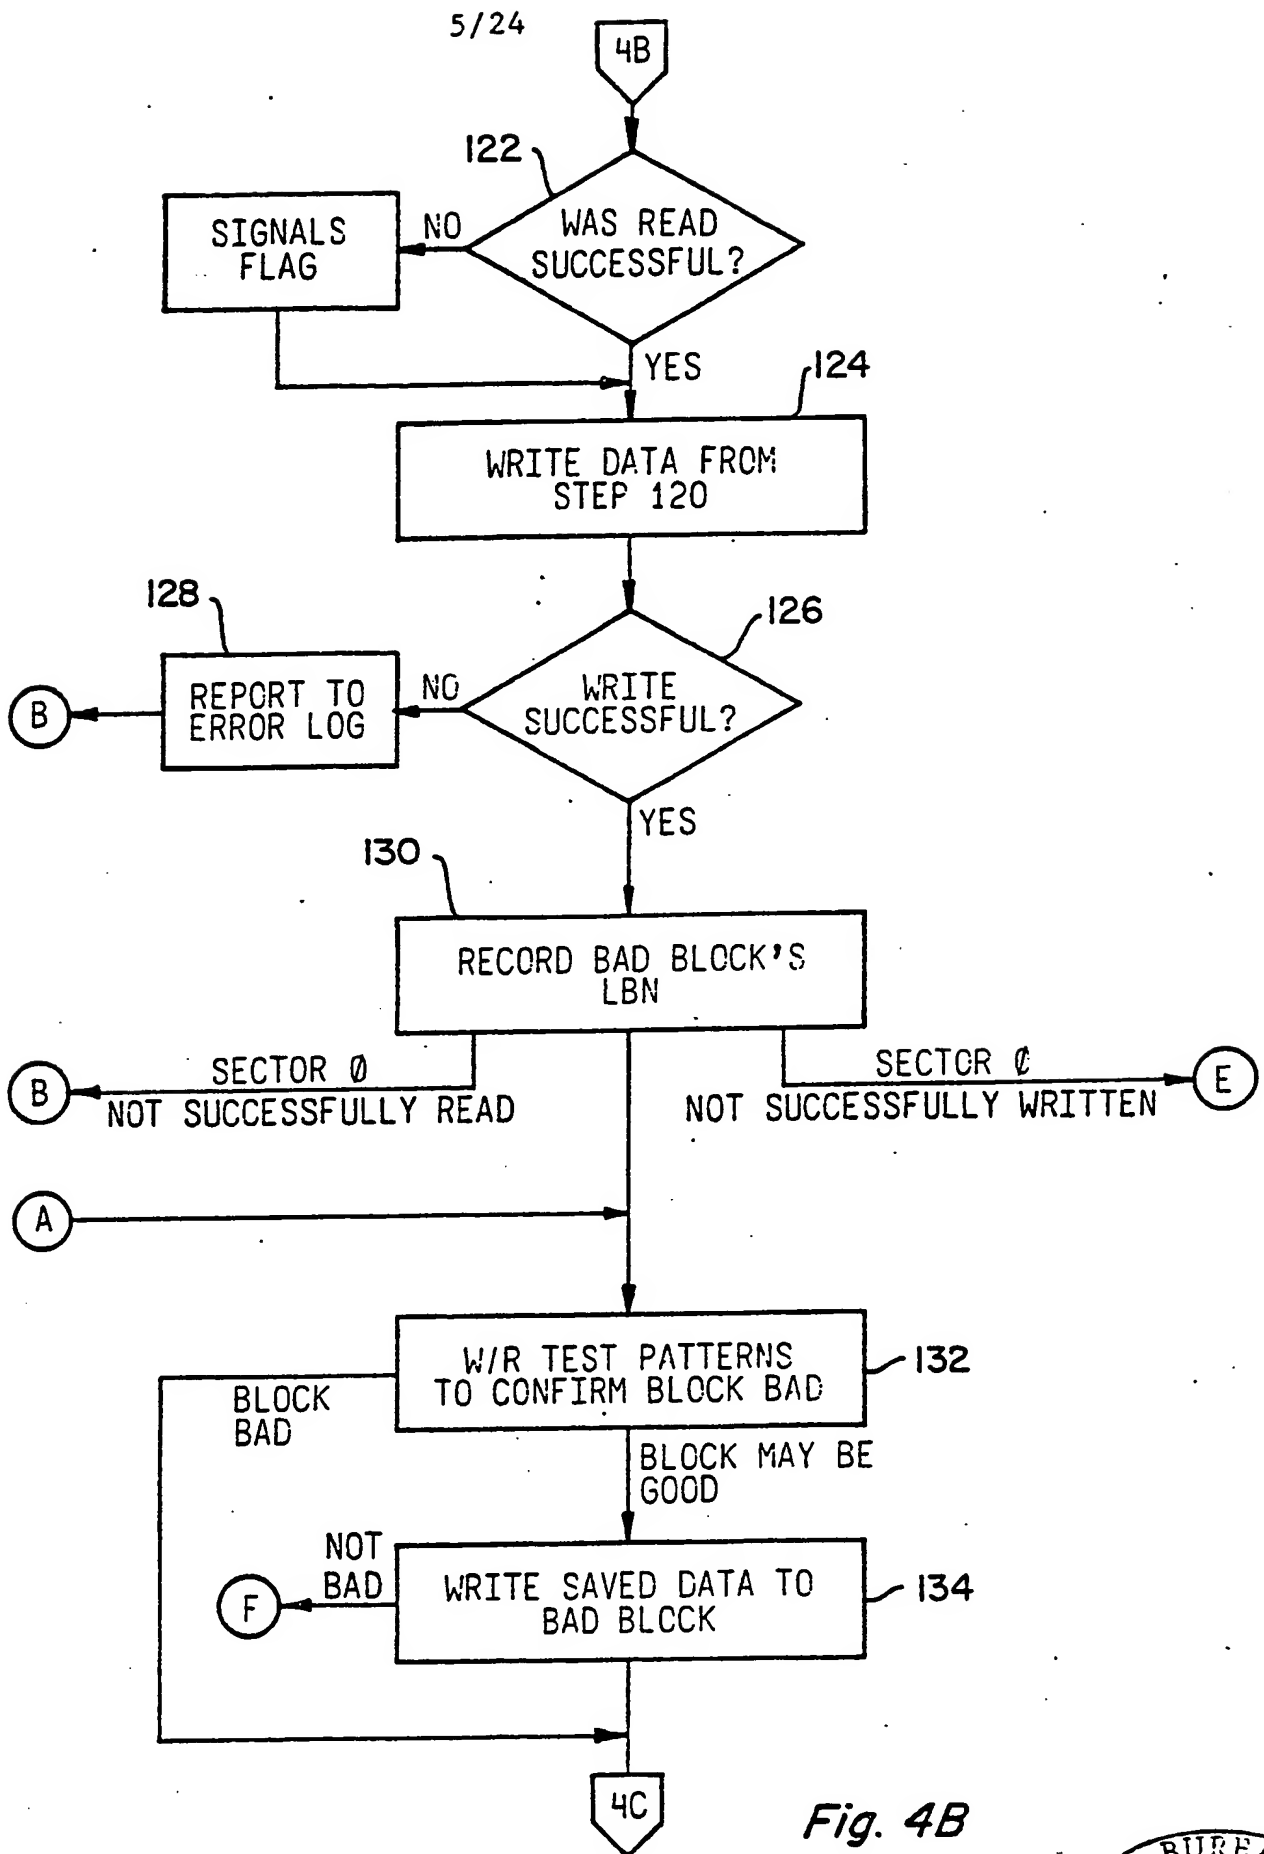 5/24
4B
122
WAS READ
SUCCESSFUL?
NO
SIGNALS
FLAG
YES
124
WRITE DATA FROM
STEP 120
128
126
WRITE
SUCCESSFUL?
NO
REPORT TO
ERROR LOG
B
YES
130
RECORD BAD BLOCK'S
LBN
B
SECTOR Ø
NOT SUCCESSFULLY READ
SECTOR Ø
NOT SUCCESSFULLY WRITTEN
E
A
W/R TEST PATTERNS
TO CONFIRM BLOCK BAD
132
BLOCK
BAD
BLOCK MAY BE
GOOD
NOT
BAD
F
WRITE SAVED DATA TO
BAD BLOCK
134
4C
Fig. 4B